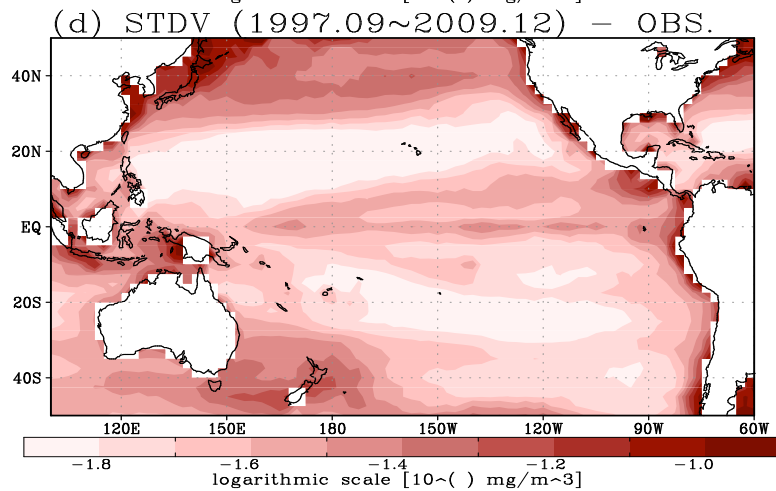 (d) STDV (1997.09~2009.12) – OBS.
40N
20N
EQ
20S
40S
120E 150E 180 150W 120W 90W 60W
−1.8 −1.6 −1.4 −1.2 −1.0
logarithmic scale [10^( ) mg/m^3]